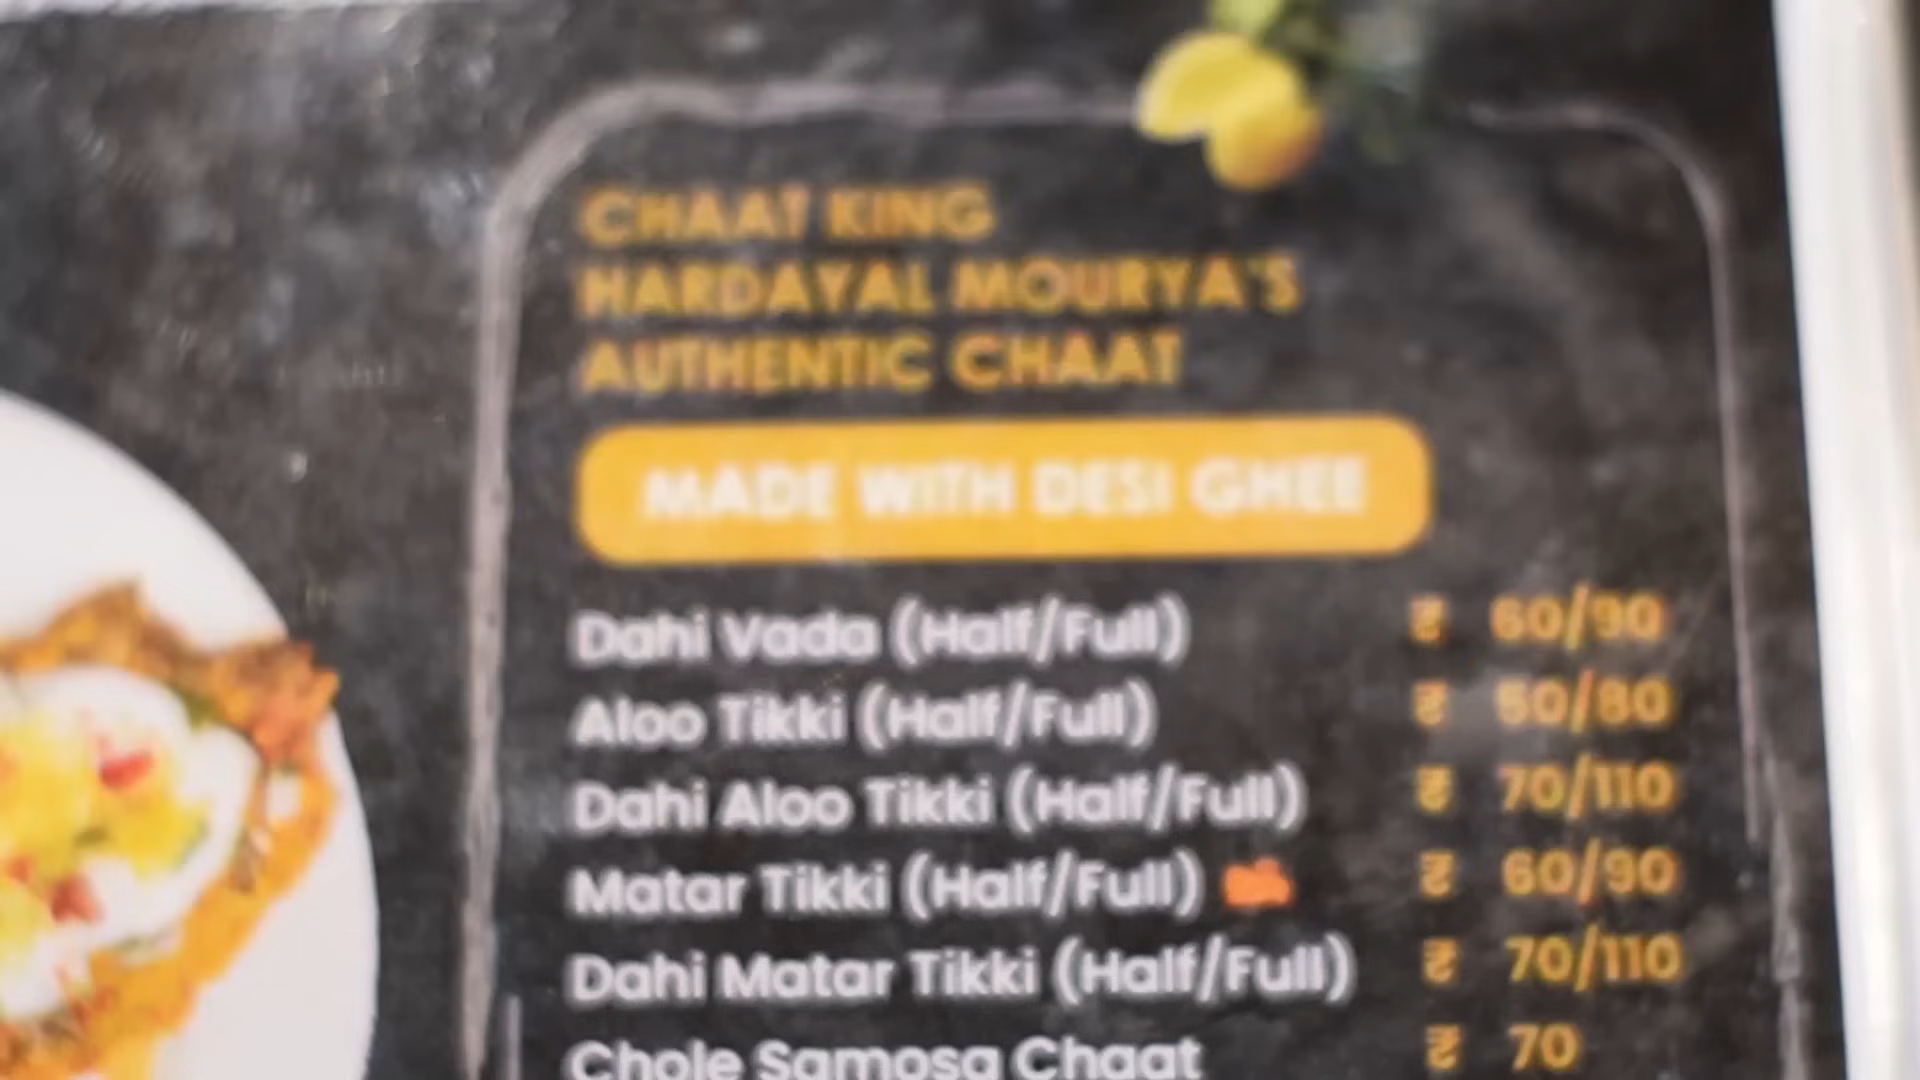 CHAAT KING
HARDAYAL MOURYA'S
AUTHENTIC CHAAT
MADE WITH DESI GHEE
Dahi Vada (Half/Full) ₹ 60/90
Aloo Tikki (Half/Full) ₹ 50/80
Dahi Aloo Tikki (Half/Full) ₹ 70/110
Matar Tikki (Half/Full) ₹ 60/90
Dahi Matar Tikki (Half/Full) ₹ 70/110
Chole Samosa Chaat ₹ 70